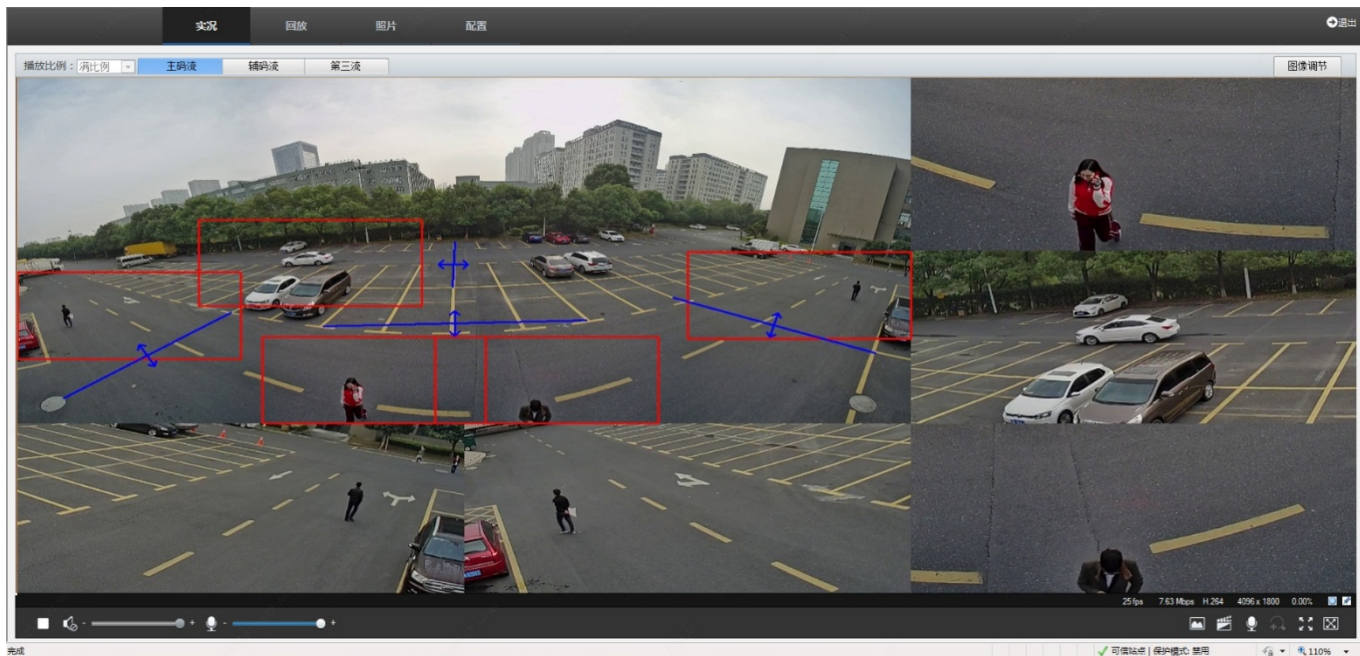 实况 回放 照片 配置 退出
播放比例： 满比例 主码流 辅码流 第三流 图像调节
25 fps 7.63 Mbps H.264 4096 x 1800 0.00%
- + - +
完成 可信站点 | 保护模式: 禁用 110%